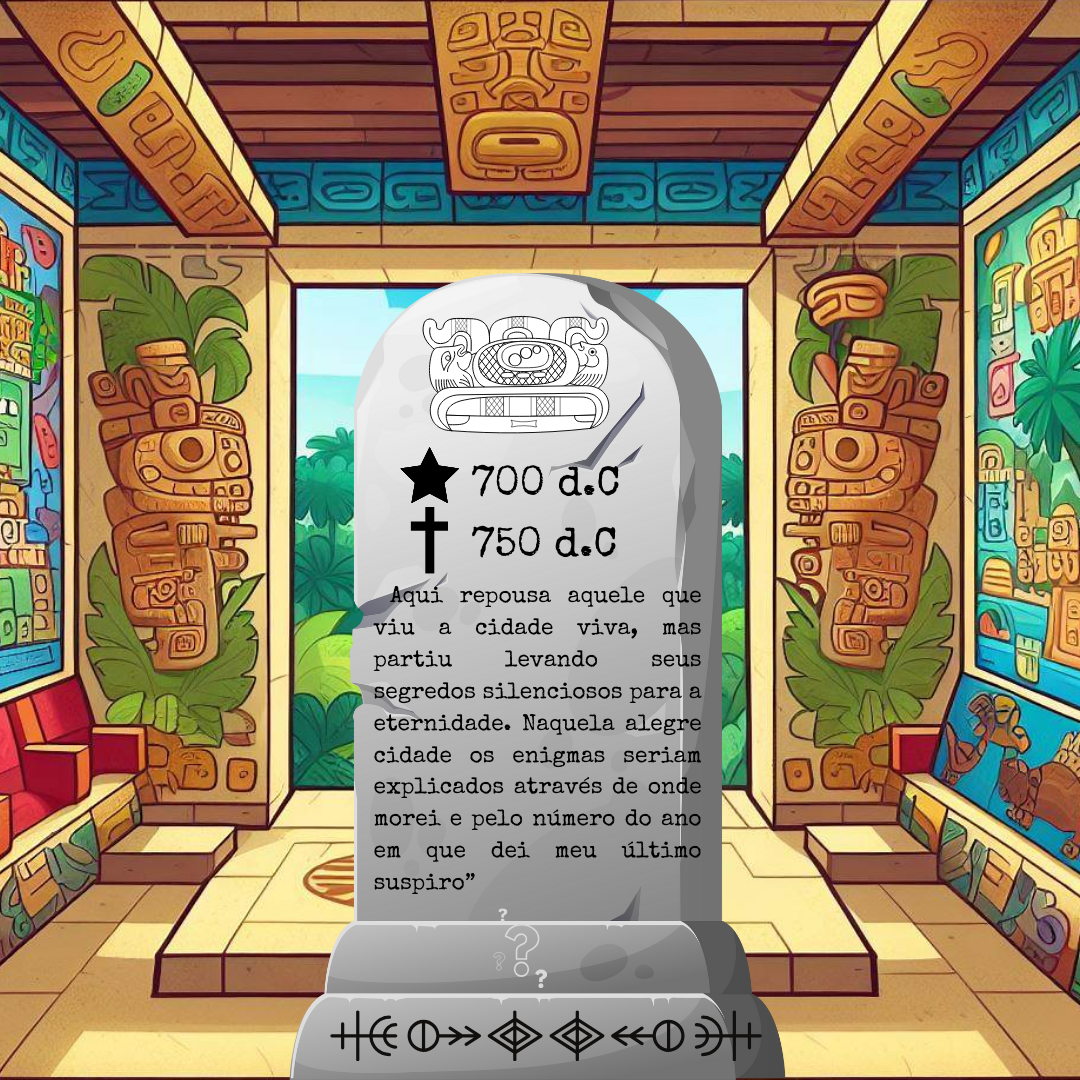 700 d.C
750 d.C
Aqui repousa aquele que
viu a cidade viva, mas
partiu levando seus
segredos silenciosos para a
eternidade. Naquela alegre
cidade os enigmas seriam
explicados através de onde
morei e pelo número do ano
em que dei meu último
suspiro”
?
?
?
?